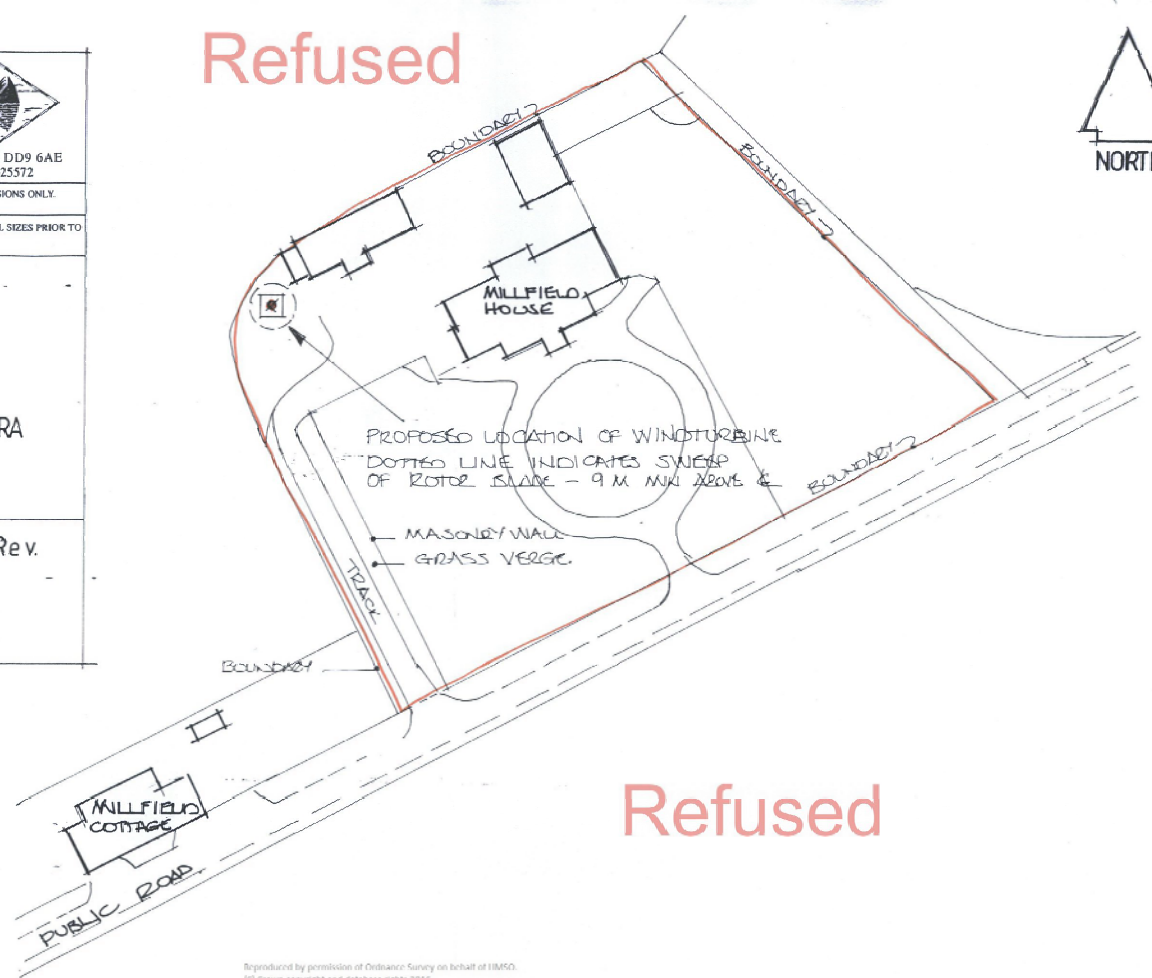 Refused
DD9 6AE
25572
SIONS ONLY.
L SIZES PRIOR TO
RA
Rev.
NORT
BOUNDARY
BOUNDARY
MILLFIELD
HOUSE
PROPOSED LOCATION OF WINDTURBINE
DOTTED LINE INDICATES SWEEP
OF ROTOR BLADE - 9 M MIN ABOVE
BOUNDARY
MASONRY WALL
GRASS VERGE.
TRACK
BOUNDARY
MILLFIELD
COTTAGE
PUBLIC ROAD
Refused
Reproduced by permission of Ordnance Survey on behalf of HMSO.